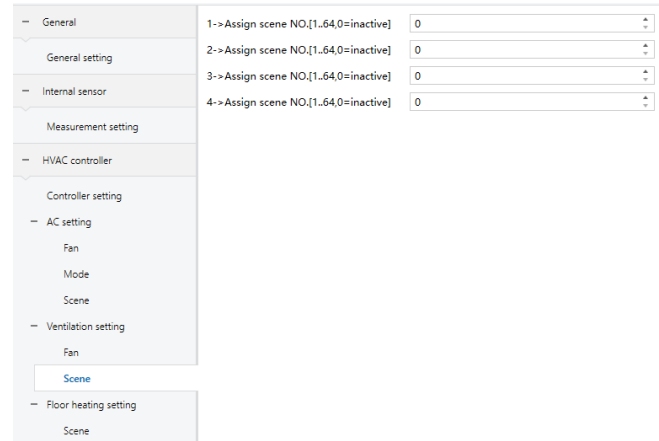 − General
General setting
− Internal sensor
Measurement setting
− HVAC controller
Controller setting
− AC setting
Fan
Mode
Scene
− Ventilation setting
Fan
Scene
− Floor heating setting
Scene
1->Assign scene NO.[1..64,0=inactive] 0
2->Assign scene NO.[1..64,0=inactive] 0
3->Assign scene NO.[1..64,0=inactive] 0
4->Assign scene NO.[1..64,0=inactive] 0